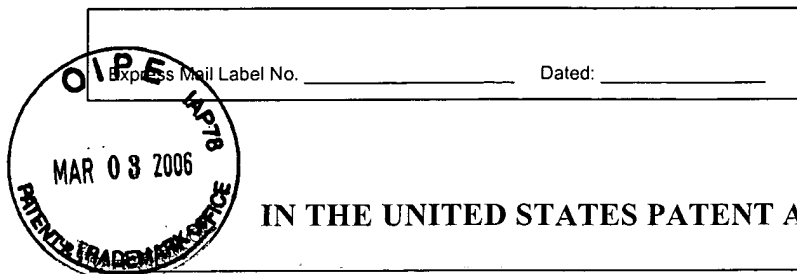 Express Mail Label No. Dated:
OIPE IAP78
MAR 03 2006
PATENT & TRADEMARK OFFICE
IN THE UNITED STATES PATENT A